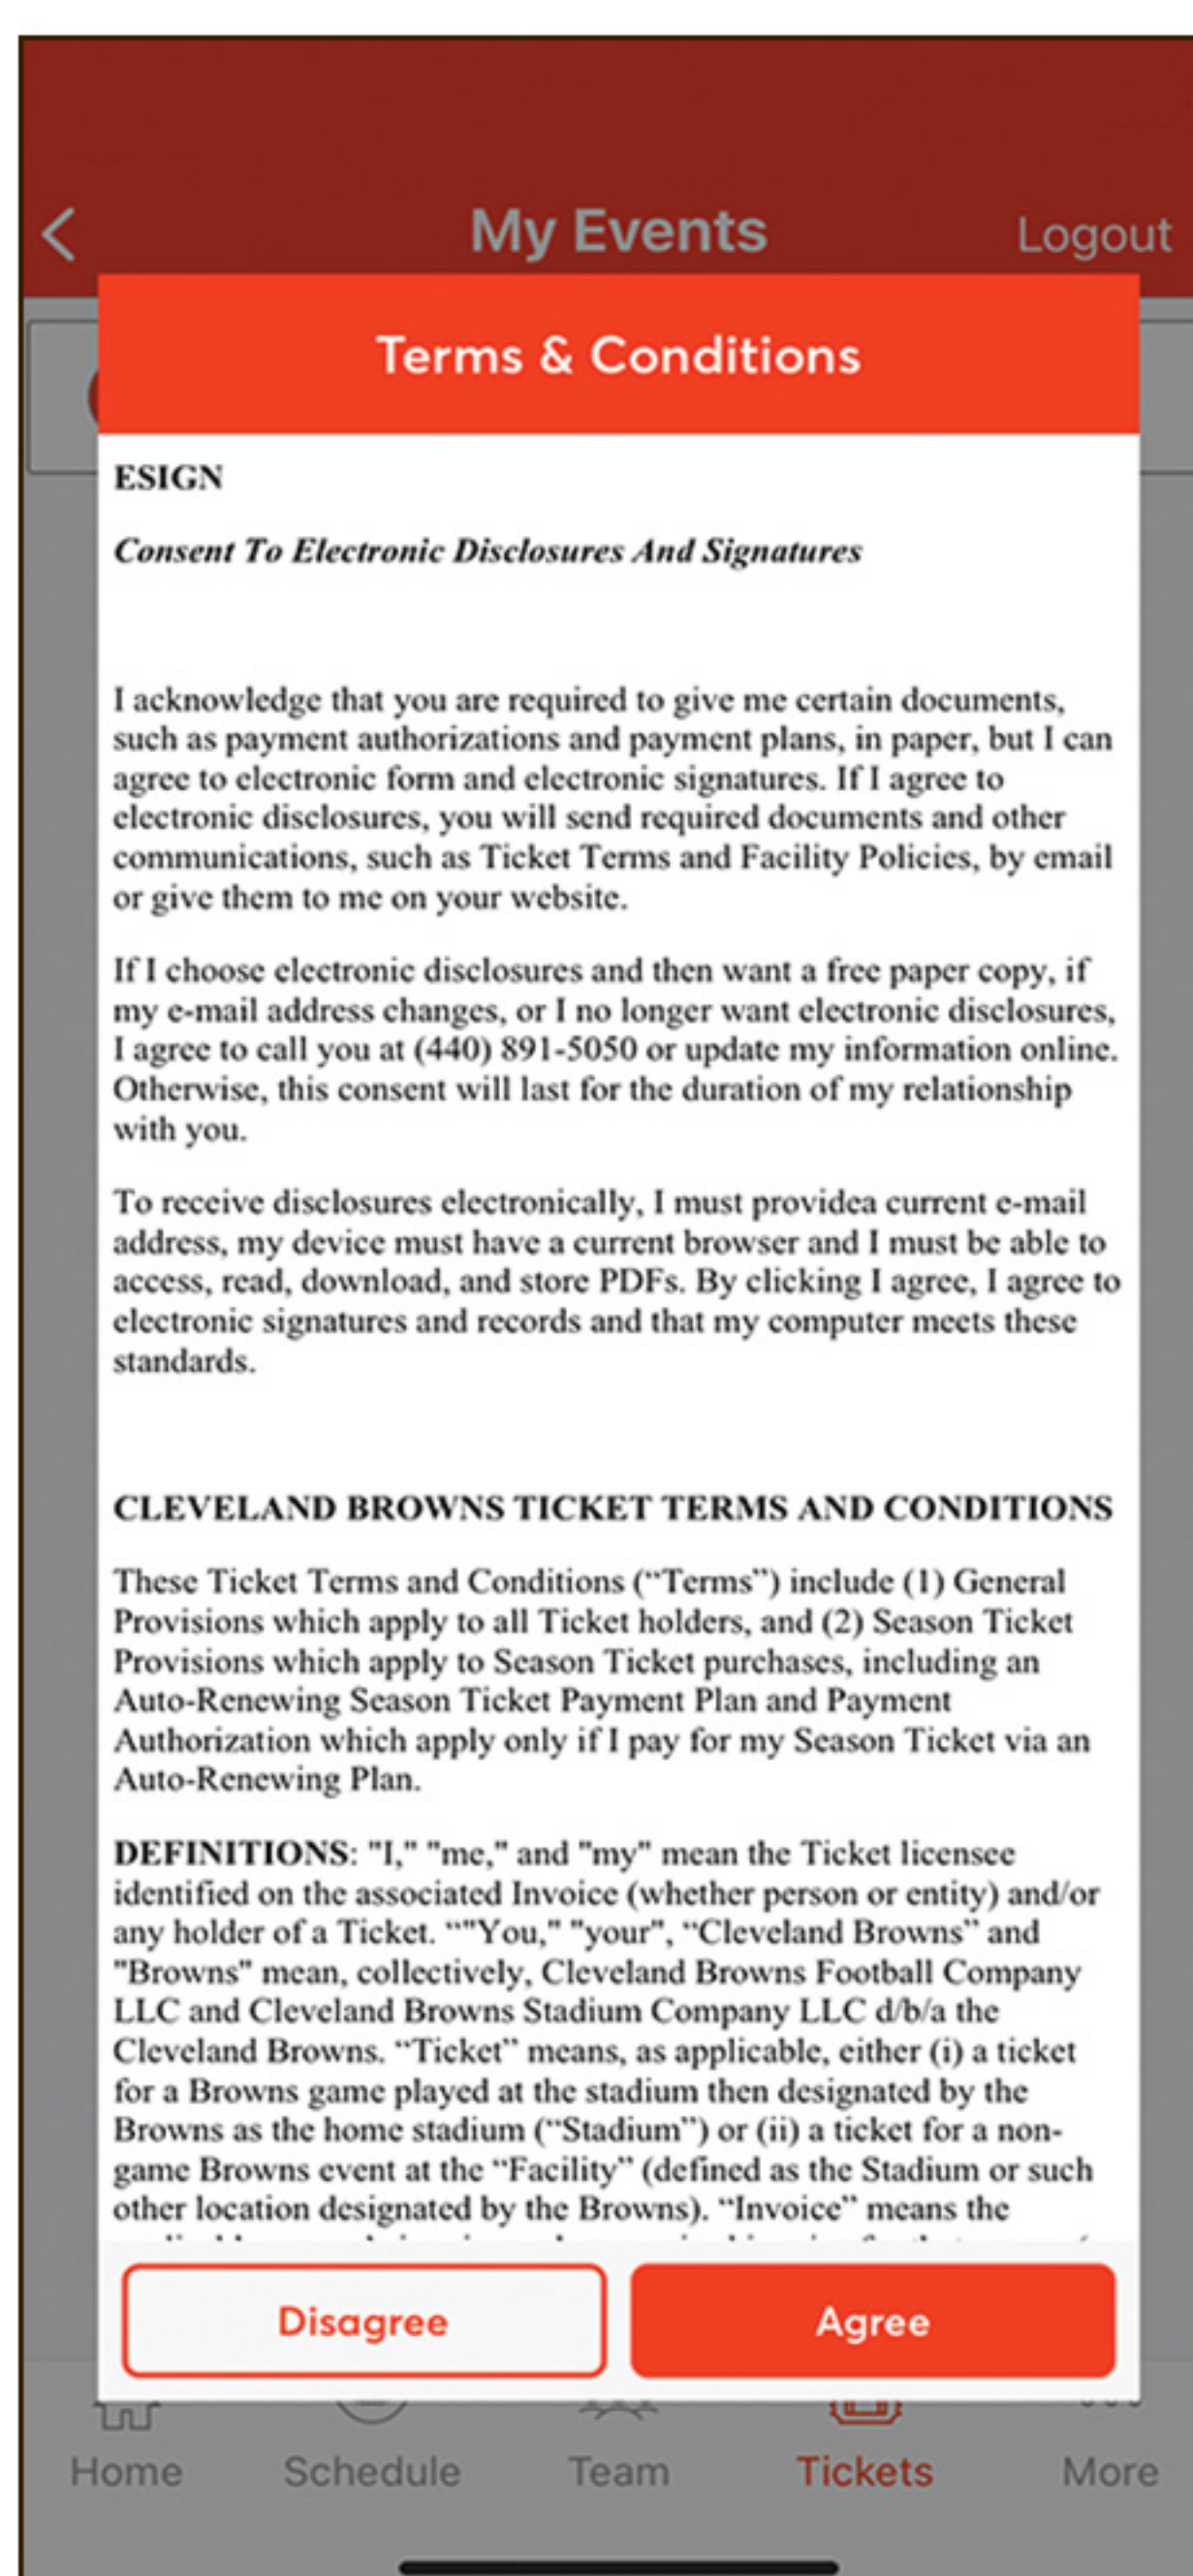 My Events
Logout
Terms & Conditions
ESIGN
Consent To Electronic Disclosures And Signatures
I acknowledge that you are required to give me certain documents,
such as payment authorizations and payment plans, in paper, but I can
agree to electronic form and electronic signatures. If I agree to
electronic disclosures, you will send required documents and other
communications, such as Ticket Terms and Facility Policies, by email
or give them to me on your website.
If I choose electronic disclosures and then want a free paper copy, if
my e-mail address changes, or I no longer want electronic disclosures,
I agree to call you at (440) 891-5050 or update my information online.
Otherwise, this consent will last for the duration of my relationship
with you.
To receive disclosures electronically, I must providea current e-mail
address, my device must have a current browser and I must be able to
access, read, download, and store PDFs. By clicking I agree, I agree to
electronic signatures and records and that my computer meets these
standards.
CLEVELAND BROWNS TICKET TERMS AND CONDITIONS
These Ticket Terms and Conditions (“Terms”) include (1) General
Provisions which apply to all Ticket holders, and (2) Season Ticket
Provisions which apply to Season Ticket purchases, including an
Auto-Renewing Season Ticket Payment Plan and Payment
Authorization which apply only if I pay for my Season Ticket via an
Auto-Renewing Plan.
DEFINITIONS: "I," "me," and "my" mean the Ticket licensee
identified on the associated Invoice (whether person or entity) and/or
any holder of a Ticket. “"You," "your", “Cleveland Browns” and
"Browns" mean, collectively, Cleveland Browns Football Company
LLC and Cleveland Browns Stadium Company LLC d/b/a the
Cleveland Browns. “Ticket” means, as applicable, either (i) a ticket
for a Browns game played at the stadium then designated by the
Browns as the home stadium (“Stadium”) or (ii) a ticket for a non-
game Browns event at the “Facility” (defined as the Stadium or such
other location designated by the Browns). “Invoice” means the
Disagree
Agree
Home
Schedule
Team
Tickets
More